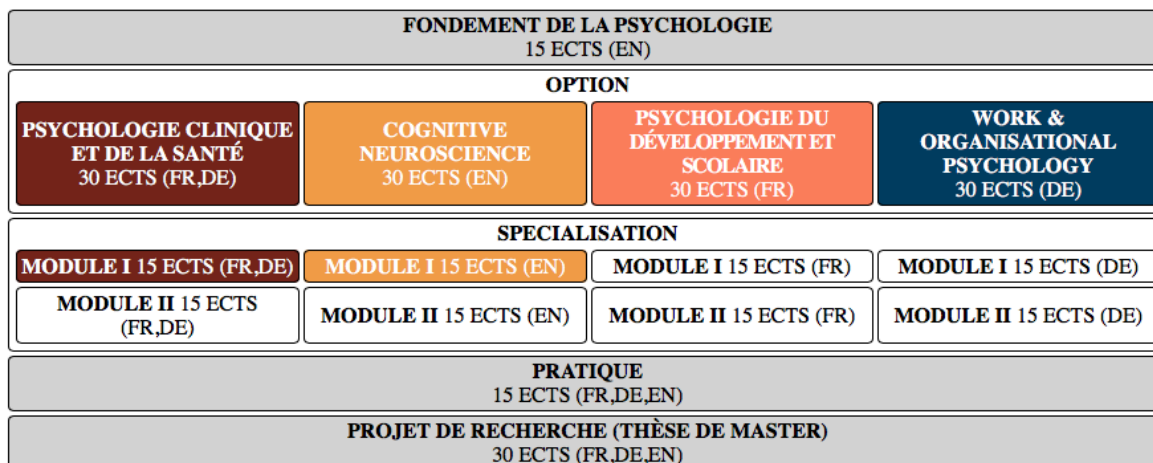 FONDEMENT DE LA PSYCHOLOGIE
15 ECTS (EN)
OPTION
PSYCHOLOGIE CLINIQUE
ET DE LA SANTÉ
30 ECTS (FR,DE)
COGNITIVE
NEUROSCIENCE
30 ECTS (EN)
PSYCHOLOGIE DU
DÉVELOPPEMENT ET
SCOLAIRE
30 ECTS (FR)
WORK &
ORGANISATIONAL
PSYCHOLOGY
30 ECTS (DE)
SPECIALISATION
MODULE I 15 ECTS (FR,DE)
MODULE I 15 ECTS (EN)
MODULE I 15 ECTS (FR)
MODULE I 15 ECTS (DE)
MODULE II 15 ECTS
(FR,DE)
MODULE II 15 ECTS (EN)
MODULE II 15 ECTS (FR)
MODULE II 15 ECTS (DE)
PRATIQUE
15 ECTS (FR,DE,EN)
PROJET DE RECHERCHE (THÈSE DE MASTER)
30 ECTS (FR,DE,EN)